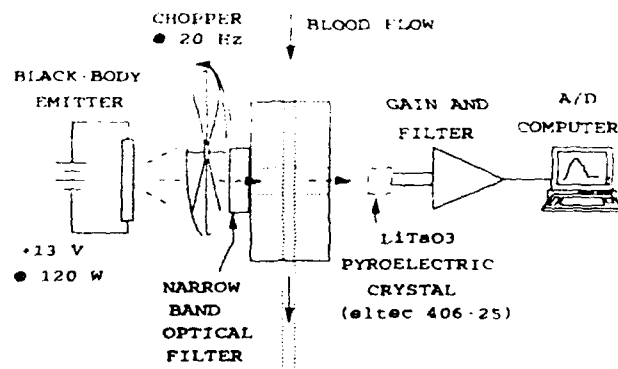 CHOPPER
@ 20 Hz
BLOOD FLOW
BLACK-BODY
EMITTER
GAIN AND
FILTER
A/D
COMPUTER
+13 V
@ 120 W
NARROW
BAND
OPTICAL
FILTER
LiTaO3
PYROELECTRIC
CRYSTAL
(eltec 406-25)